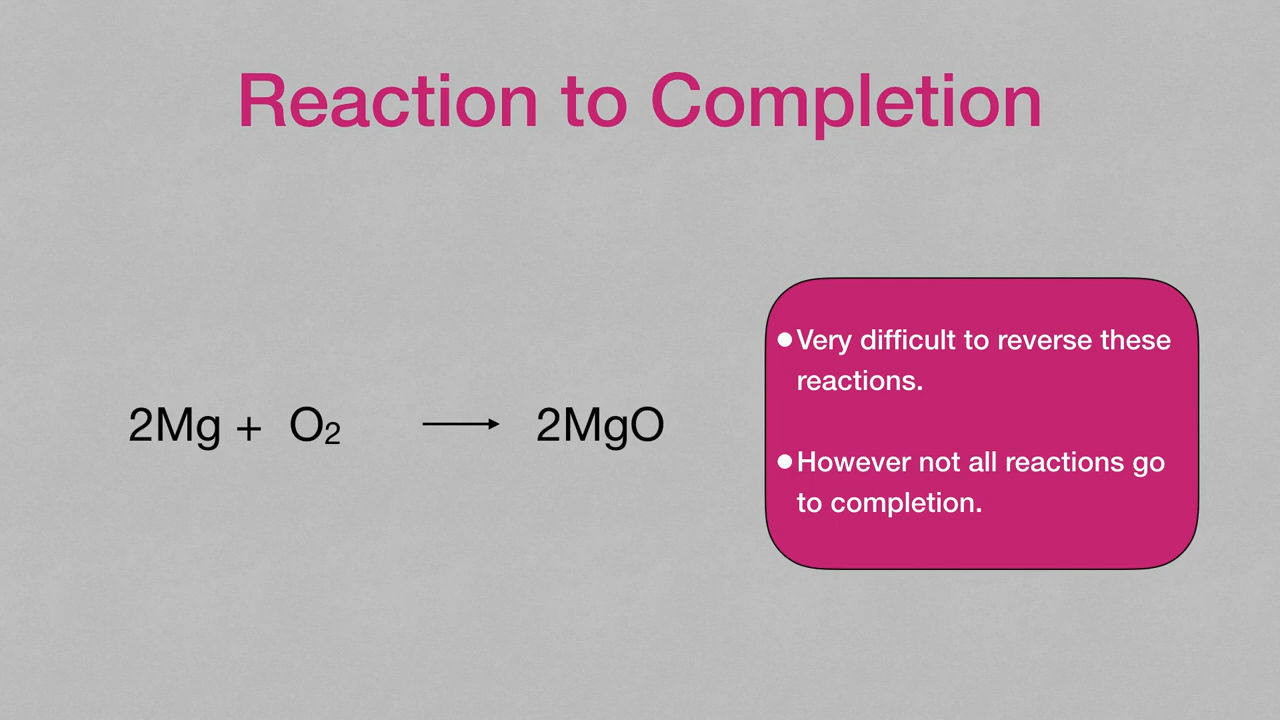 Reaction to Completion
2Mg + O₂ ⟶ 2MgO
●Very difficult to reverse these
reactions.
●However not all reactions go
to completion.